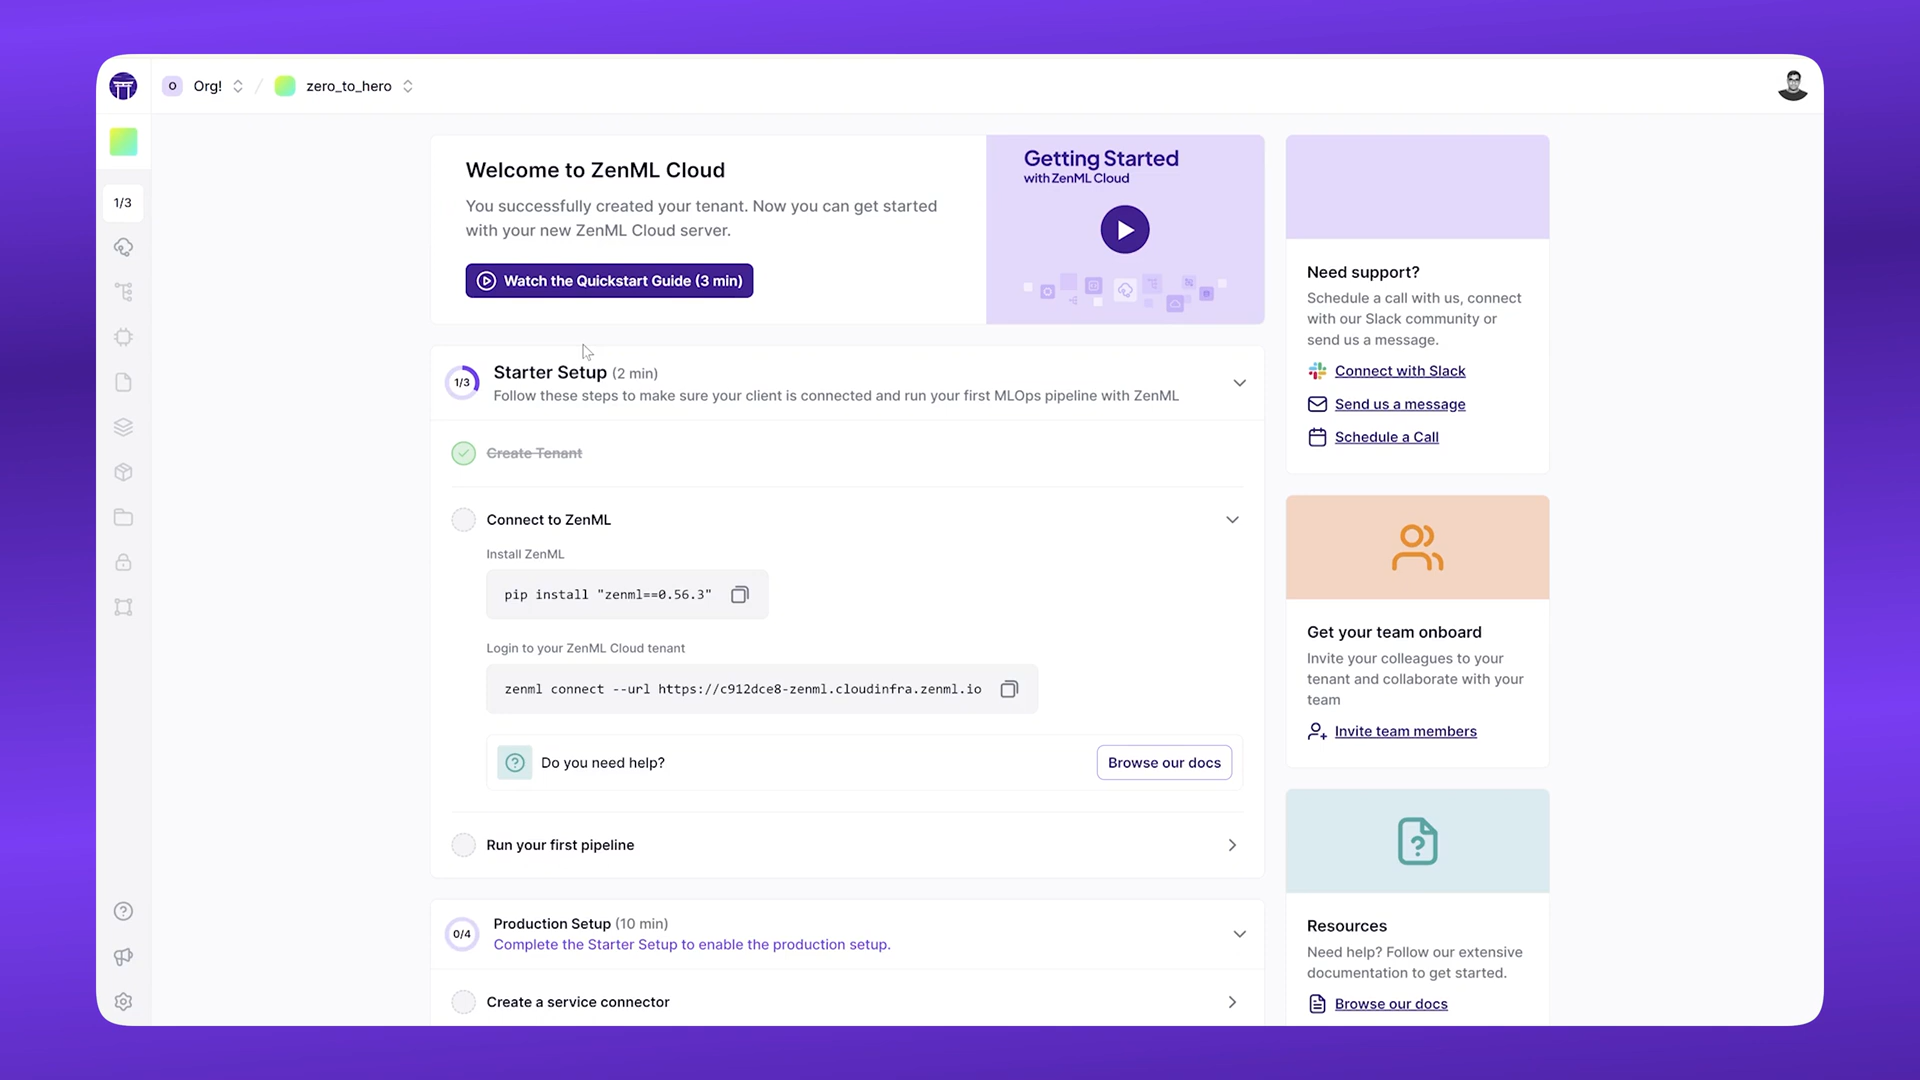 O Org! / zero_to_hero
1/3
Welcome to ZenML Cloud
You successfully created your tenant. Now you can get started
with your new ZenML Cloud server.
Watch the Quickstart Guide (3 min)
Getting Started
with ZenML Cloud
1/3
Starter Setup (2 min)
Follow these steps to make sure your client is connected and run your first MLOps pipeline with ZenML
Create Tenant
Connect to ZenML
Install ZenML
pip install "zenml==0.56.3"
Login to your ZenML Cloud tenant
zenml connect --url https://c912dce8-zenml.cloudinfra.zenml.io
Do you need help?
Browse our docs
Run your first pipeline
0/4
Production Setup (10 min)
Complete the Starter Setup to enable the production setup.
Create a service connector
Need support?
Schedule a call with us, connect
with our Slack community or
send us a message.
Connect with Slack
Send us a message
Schedule a Call
Get your team onboard
Invite your colleagues to your
tenant and collaborate with your
team
Invite team members
Resources
Need help? Follow our extensive
documentation to get started.
Browse our docs